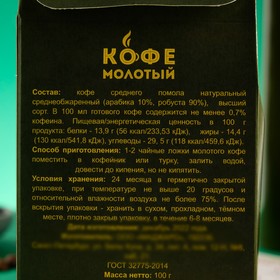 КОФЕ
МОЛОТЫЙ
Состав: кофе среднего помола натуральный
среднеобжаренный (арабика 10%, робуста 90%), высший
сорт. В 100 мл готового кофе содержится не менее 0,7%
кофеина. Пищевая/энергетическая ценность в 100 г
продукта: белки - 13,9 г (56 ккал/233,53 кДж), жиры - 14,4 г
(130 ккал/541,8 кДж), углеводы - 29, 5 г (118 ккал/459,6 кДж).
Способ приготовления: 1-2 чайные ложки молотого кофе
поместить в кофейник или турку, залить водой,
довести до кипения, но не кипятить.
Условия хранения: 24 месяца в герметично закрытой
упаковке, при температуре не выше 20 градусов и
относительности влажности воздуха не более 75%. После
вскрытия упаковки - хранить в сухом, прохладном, тёмном
месте, плотно закрыв упаковку, в течение 6-8 месяцев.
ГОСТ 32775-2014
Масса нетто: 100 г